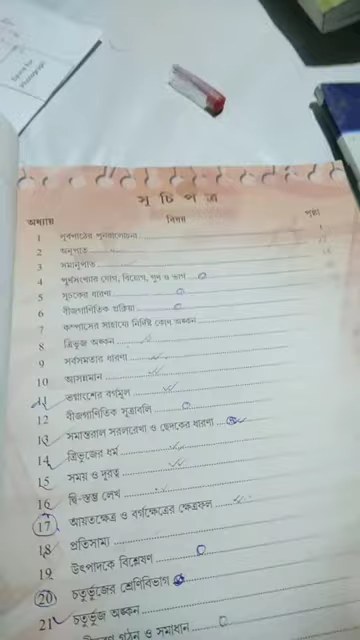 সূচিপত্র
অধ্যায় বিষয় পৃষ্ঠা
1 পূর্বপাঠের পুনরালোচনা
2 অনুপাত
3 সমানুপাত
4 পূর্ণসংখ্যার যোগ, বিয়োগ, গুণ ও ভাগ
5 সূচকের ধারণা
6 বীজগাণিতিক প্রক্রিয়া
7 কম্পাসের সাহায্যে নির্দিষ্ট কোণ অঙ্কন
8 ত্রিভুজ অঙ্কন
9 সর্বসমতার ধারণা
10 আসন্নমান
11 ভগ্নাংশের বর্গমূল
12 বীজগাণিতিক সূত্রাবলি
13 সমান্তরাল সরলরেখা ও ছেদকের ধারণা
14 ত্রিভুজের ধর্ম
15 সময় ও দূরত্ব
16 দ্বি-স্তম্ভ লেখ
17 আয়তক্ষেত্র ও বর্গক্ষেত্রের ক্ষেত্রফল
18 প্রতিসাম্য
19 উৎপাদকে বিশ্লেষণ
20 চতুর্ভুজের শ্রেণিবিভাগ
21 চতুর্ভুজ অঙ্কন
গঠন ও সমাধান